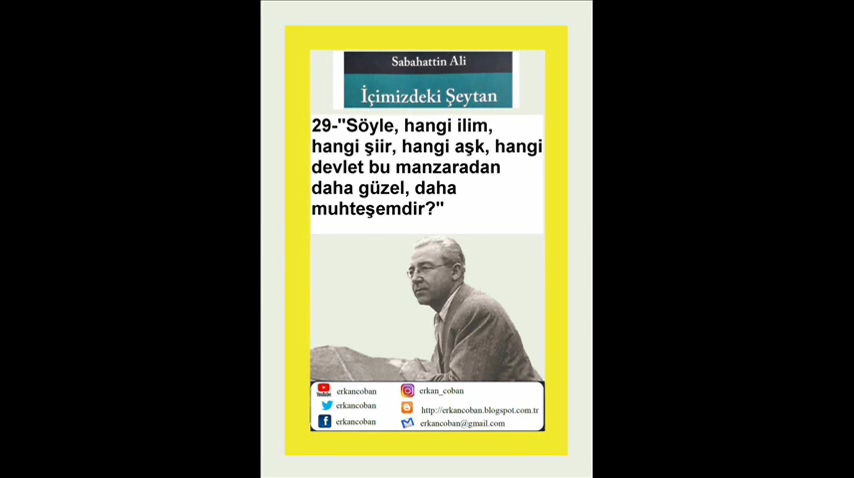 Sabahattin Ali
İçimizdeki Şeytan
29-"Söyle, hangi ilim,
hangi şiir, hangi aşk, hangi
devlet bu manzaradan
daha güzel, daha
muhteşemdir?"
YouTube erkancoban
erkan_coban
erkancoban
http://erkancoban.blogspot.com.tr
erkancoban
erkancoban@gmail.com